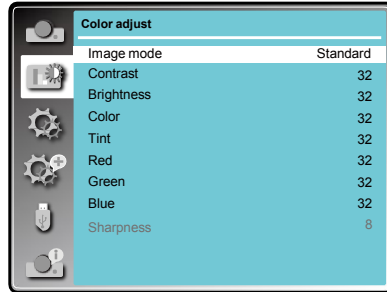 Color adjust
Image mode Standard
Contrast 32
Brightness 32
Color 32
Tint 32
Red 32
Green 32
Blue 32
Sharpness 8